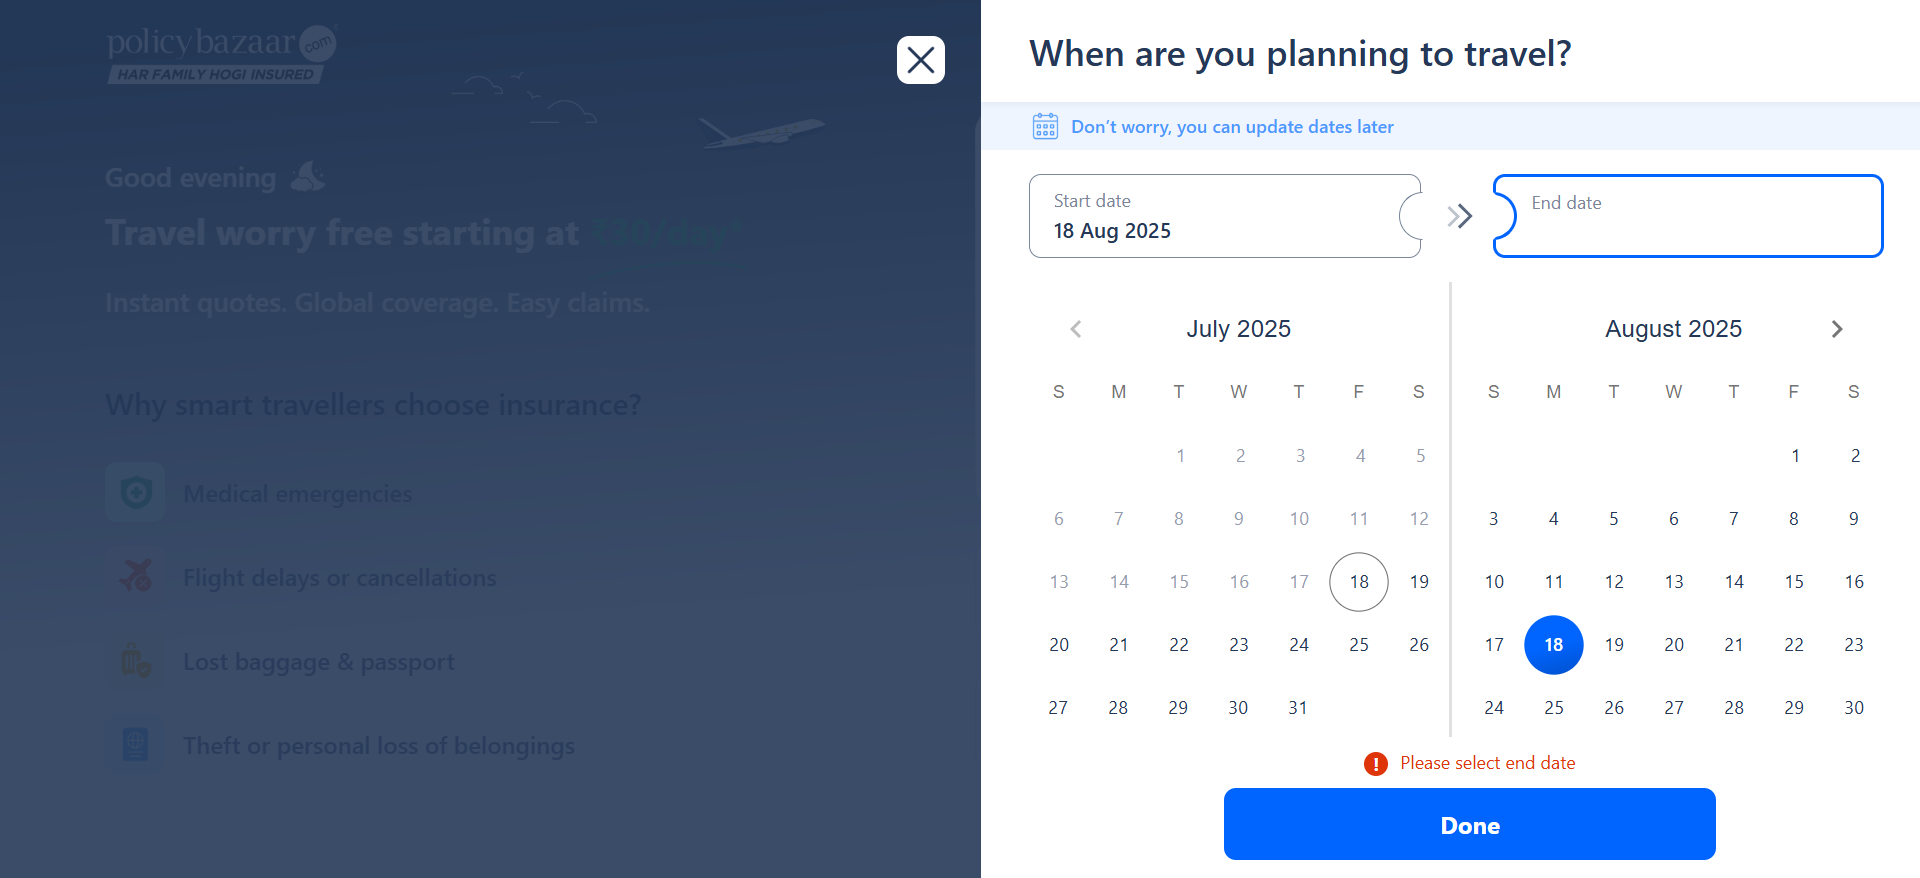 policybazaar.com
HAR FAMILY HOGI INSURED
Good evening
Travel worry free starting at ₹30/day*
Instant quotes. Global coverage. Easy claims.
Why smart travellers choose insurance?
Medical emergencies
Flight delays or cancellations
Lost baggage & passport
Theft or personal loss of belongings
When are you planning to travel?
Don’t worry, you can update dates later
Start date
18 Aug 2025
End date
July 2025
S M T W T F S
1 2 3 4 5
6 7 8 9 10 11 12
13 14 15 16 17 18 19
20 21 22 23 24 25 26
27 28 29 30 31
August 2025
S M T W T F S
1 2
3 4 5 6 7 8 9
10 11 12 13 14 15 16
17 18 19 20 21 22 23
24 25 26 27 28 29 30
Please select end date
Done